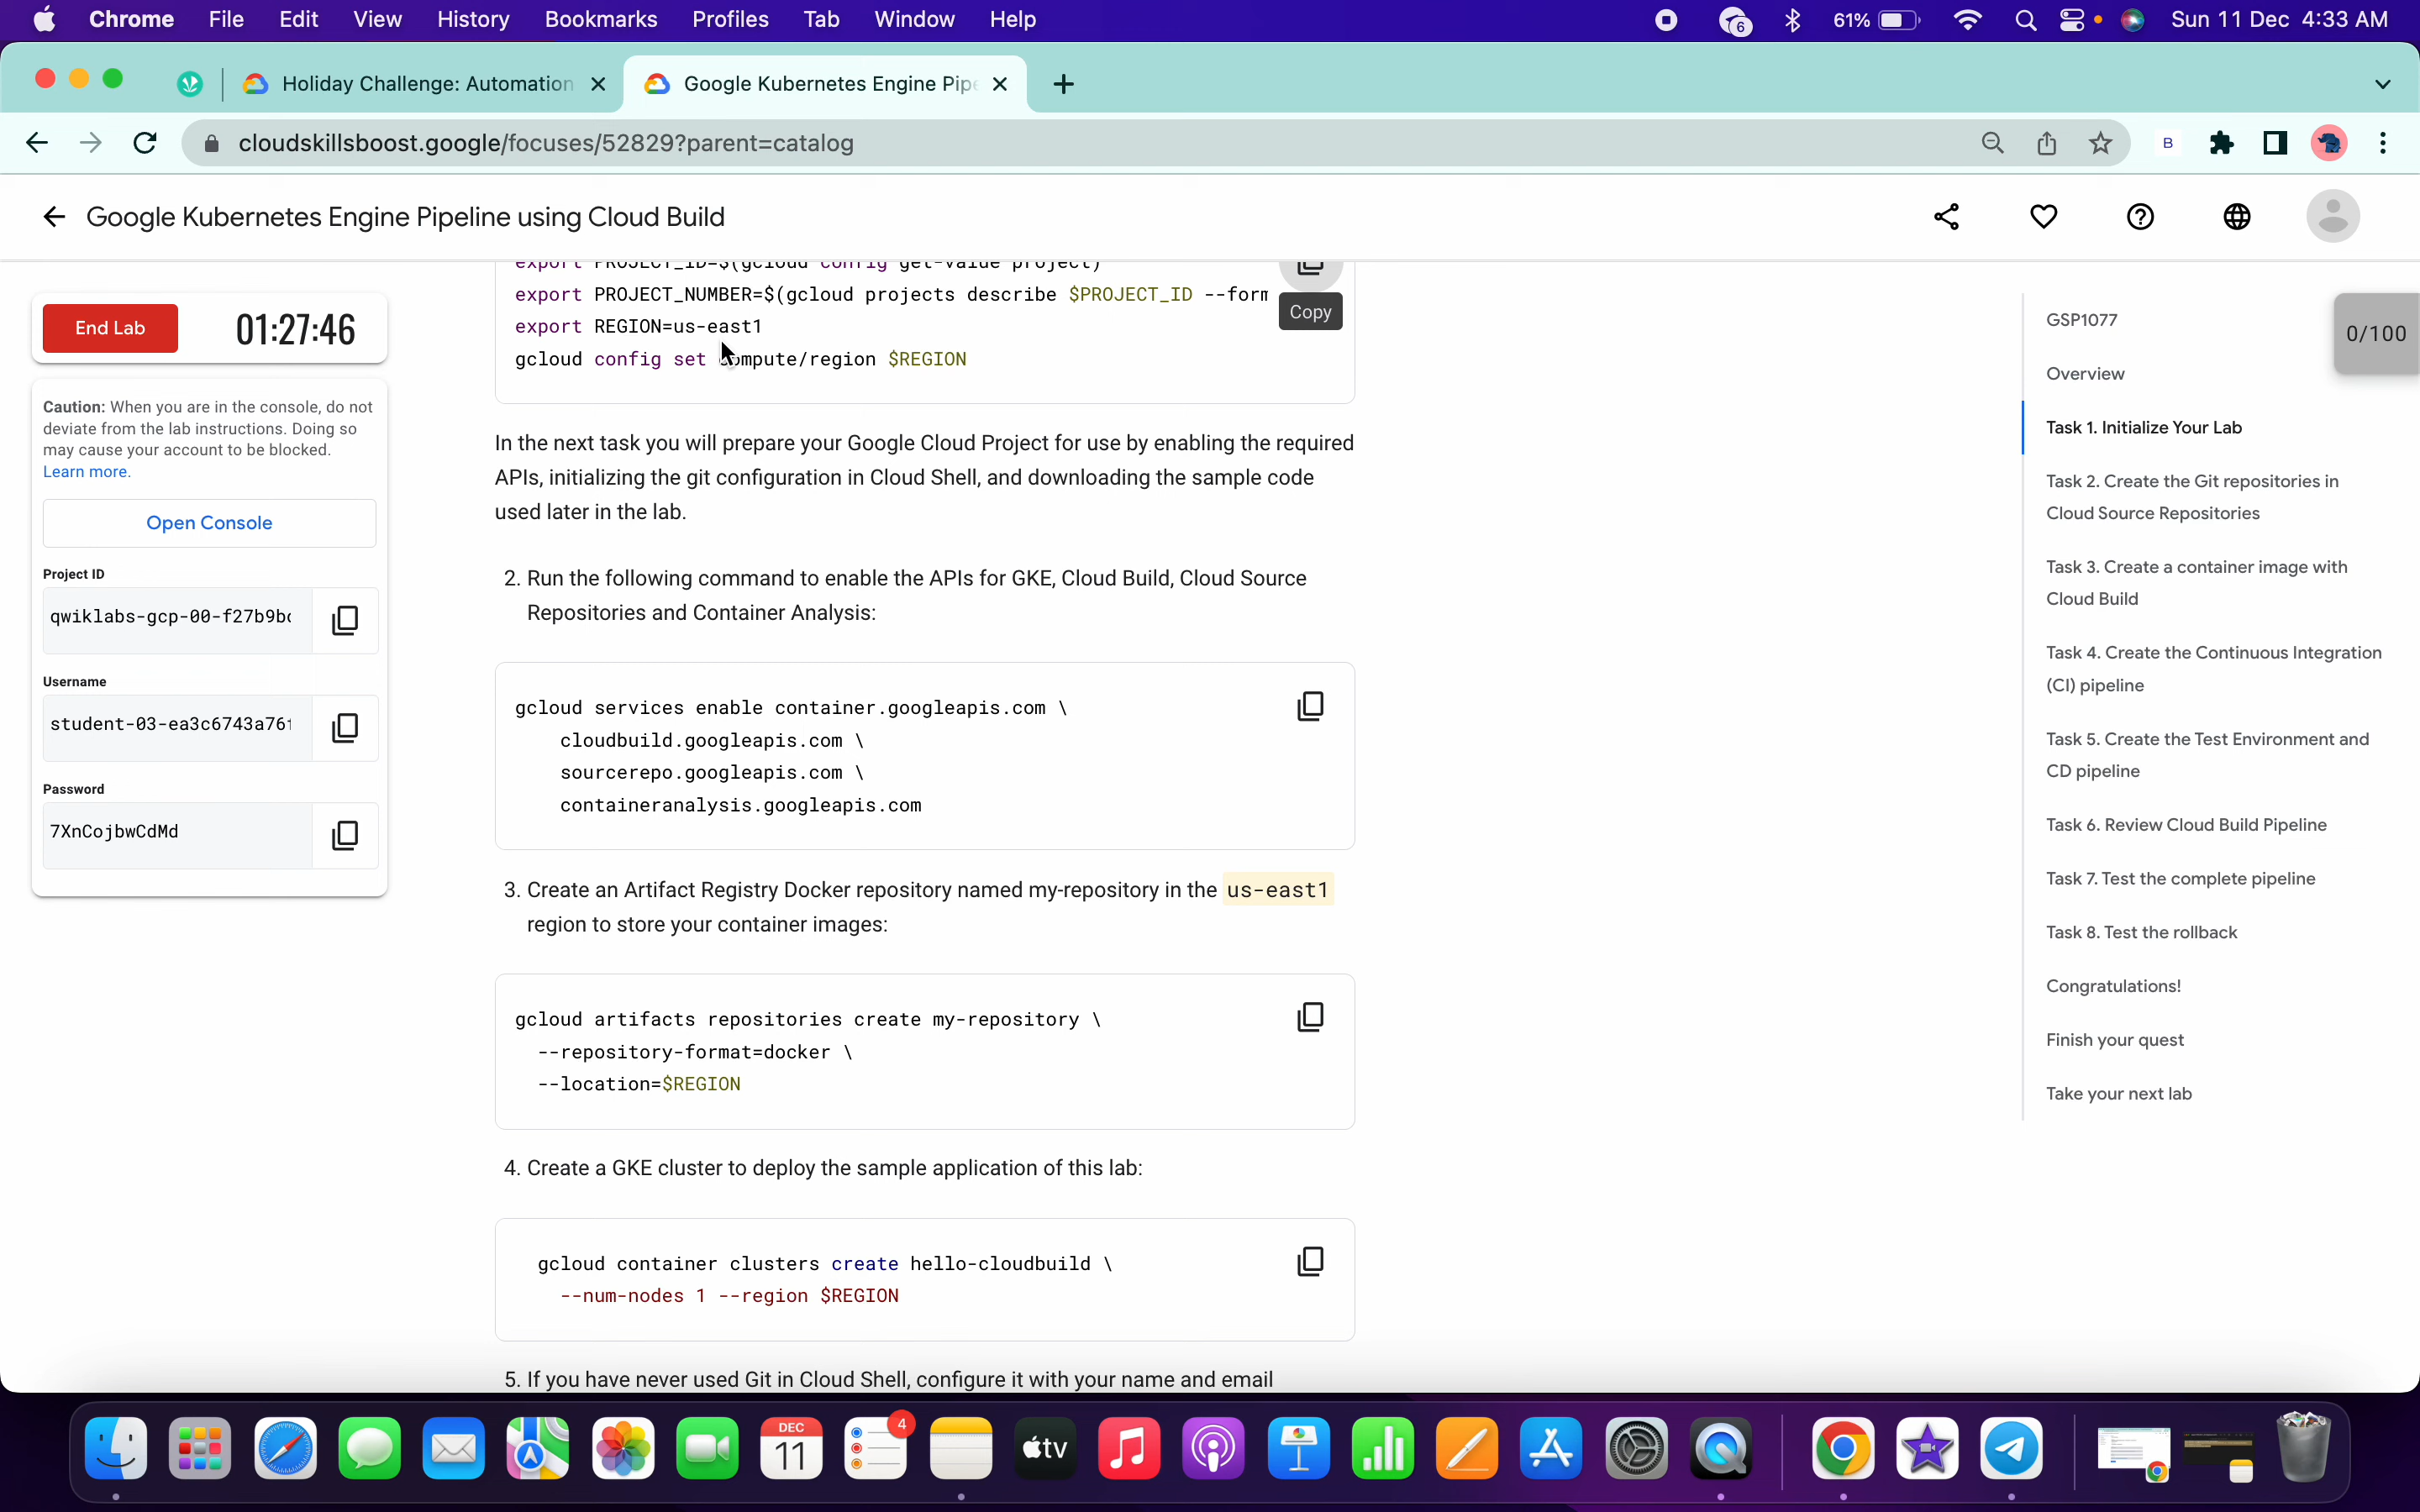 Chrome File Edit View History Bookmarks Profiles Tab Window Help 6 61% Sun 11 Dec 4:33 AM
Holiday Challenge: Automation Google Kubernetes Engine Pipe
cloudskillsboost.google/focuses/52829?parent=catalog B
Google Kubernetes Engine Pipeline using Cloud Build
End Lab 01:27:46
Caution: When you are in the console, do not
deviate from the lab instructions. Doing so
may cause your account to be blocked.
Learn more.
Open Console
Project ID
qwiklabs-gcp-00-f27b9b
Username
student-03-ea3c6743a76
Password
7XnCojbwCdMd
export PROJECT_ID=$(gcloud config get-value project)
export PROJECT_NUMBER=$(gcloud projects describe $PROJECT_ID --form
export REGION=us-east1
gcloud config set compute/region $REGION
Copy
In the next task you will prepare your Google Cloud Project for use by enabling the required
APIs, initializing the git configuration in Cloud Shell, and downloading the sample code
used later in the lab.
2. Run the following command to enable the APIs for GKE, Cloud Build, Cloud Source
Repositories and Container Analysis:
gcloud services enable container.googleapis.com \
cloudbuild.googleapis.com \
sourcerepo.googleapis.com \
containeranalysis.googleapis.com
3. Create an Artifact Registry Docker repository named my-repository in the us-east1
region to store your container images:
gcloud artifacts repositories create my-repository \
--repository-format=docker \
--location=$REGION
4. Create a GKE cluster to deploy the sample application of this lab:
gcloud container clusters create hello-cloudbuild \
--num-nodes 1 --region $REGION
5. If you have never used Git in Cloud Shell, configure it with your name and email
GSP1077
0/100
Overview
Task 1. Initialize Your Lab
Task 2. Create the Git repositories in
Cloud Source Repositories
Task 3. Create a container image with
Cloud Build
Task 4. Create the Continuous Integration
(CI) pipeline
Task 5. Create the Test Environment and
CD pipeline
Task 6. Review Cloud Build Pipeline
Task 7. Test the complete pipeline
Task 8. Test the rollback
Congratulations!
Finish your quest
Take your next lab
DEC
11
4
tv